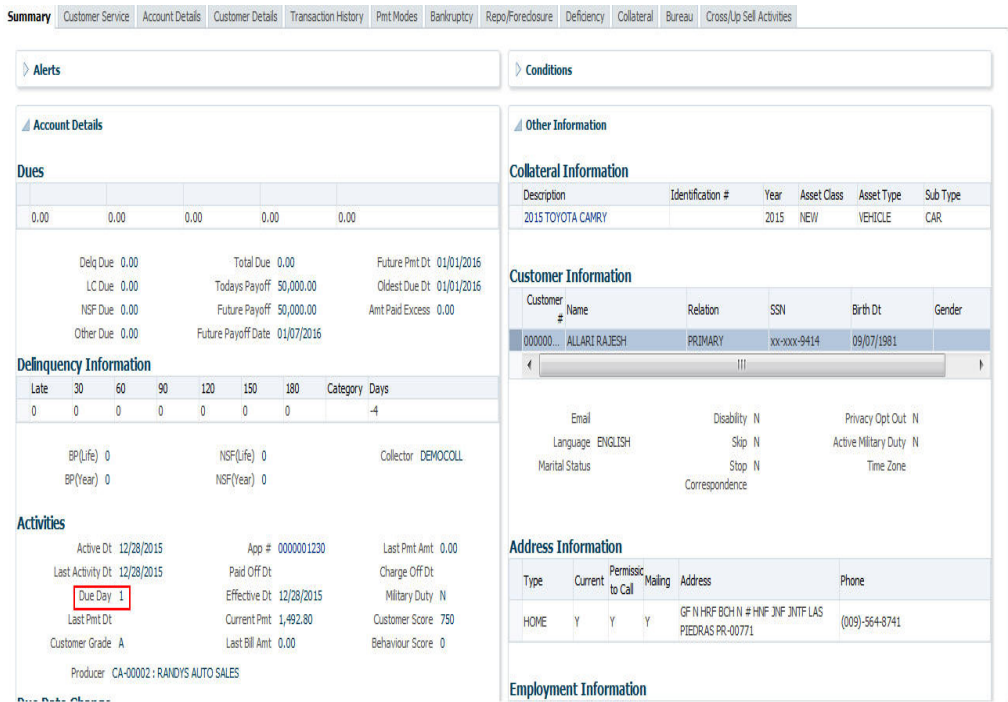 Summary Customer Service Account Details Customer Details Transaction History Pmt Modes Bankruptcy Repo/Foreclosure Deficiency Collateral Bureau Cross/Up Sell Activities
Alerts
Account Details
Dues
0.00 0.00 0.00 0.00 0.00
Delq Due 0.00 Total Due 0.00 Future Pmt Dt 01/01/2016
LC Due 0.00 Todays Payoff 50,000.00 Oldest Due Dt 01/01/2016
NSF Due 0.00 Future Payoff 50,000.00 Amt Paid Excess 0.00
Other Due 0.00 Future Payoff Date 01/07/2016
Delinquency Information
Late 30 60 90 120 150 180 Category Days
0 0 0 0 0 0 0 -4
BP(Life) 0 NSF(Life) 0 Collector DEMOCOLL
BP(Year) 0 NSF(Year) 0
Activities
Active Dt 12/28/2015 App # 0000001230 Last Pmt Amt 0.00
Last Activity Dt 12/28/2015 Paid Off Dt Charge Off Dt
Due Day 1 Effective Dt 12/28/2015 Military Duty N
Last Pmt Dt Current Pmt 1,492.80 Customer Score 750
Customer Grade A Last Bill Amt 0.00 Behaviour Score 0
Producer CA-00002 : RANDYS AUTO SALES
Due Date Change
Conditions
Other Information
Collateral Information
Description Identification # Year Asset Class Asset Type Sub Type
2015 TOYOTA CAMRY 2015 NEW VEHICLE CAR
Customer Information
Customer # Name Relation SSN Birth Dt Gender
000000... ALLARI RAJESH PRIMARY xx-xxx-9414 09/07/1981
Email Disability N Privacy Opt Out N
Language ENGLISH Skip N Active Military Duty N
Marital Status Stop N Time Zone
Correspondence
Address Information
Type Current Permissic to Call Mailing Address Phone
HOME Y Y Y GF N HRF BCH N # HNF JNF JNTF LAS (009)-564-8741
PIEDRAS PR-00771
Employment Information